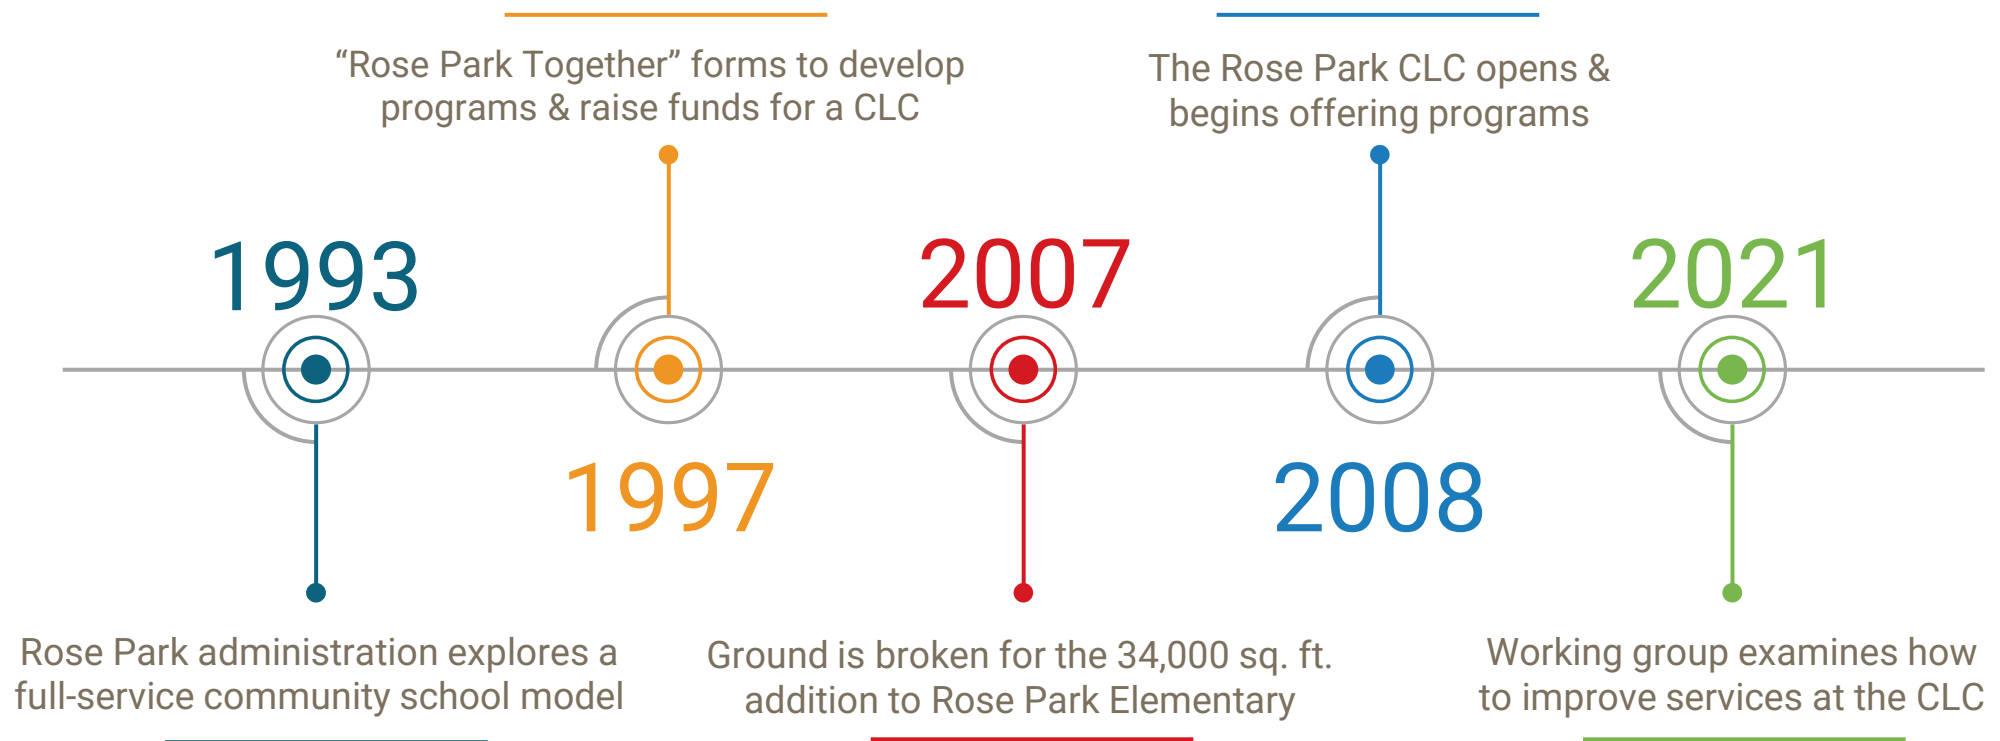 “Rose Park Together” forms to develop
programs & raise funds for a CLC
The Rose Park CLC opens &
begins offering programs
1993
2007
2021
1997
2008
Rose Park administration explores a
full-service community school model
Ground is broken for the 34,000 sq. ft.
addition to Rose Park Elementary
Working group examines how
to improve services at the CLC